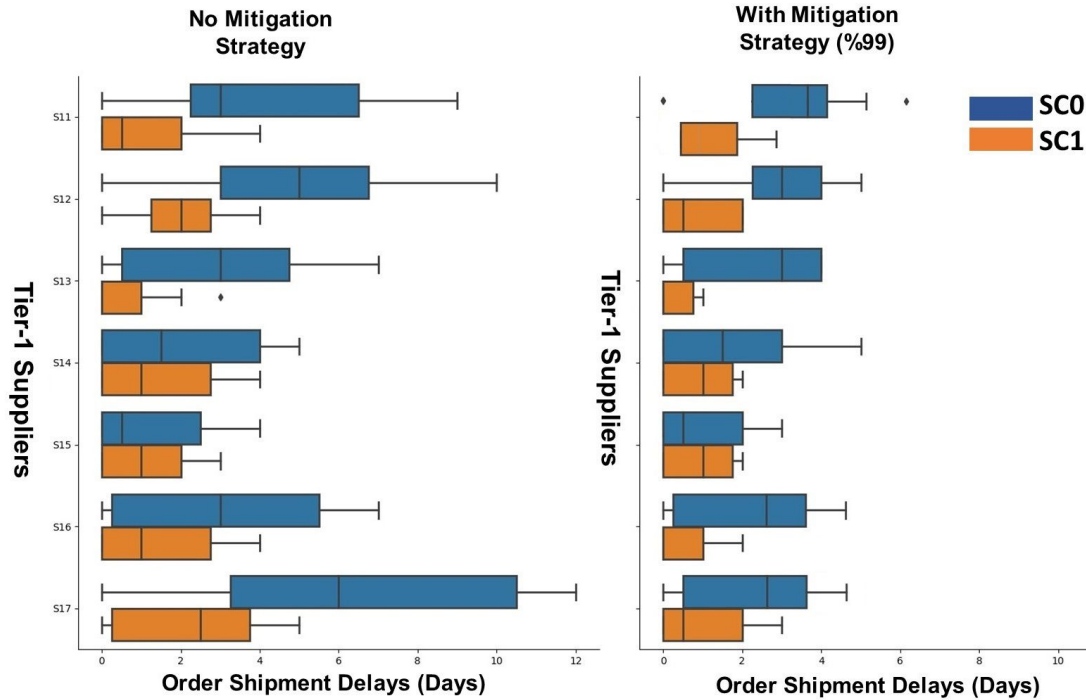 No Mitigation
Strategy
S11
S12
S13
S14
S15
S16
S17
Tier-1 Suppliers
0 2 4 6 8 10 12
Order Shipment Delays (Days)
With Mitigation
Strategy (%99)
Tier-1 Suppliers
0 2 4 6 8 10
Order Shipment Delays (Days)
SC0
SC1